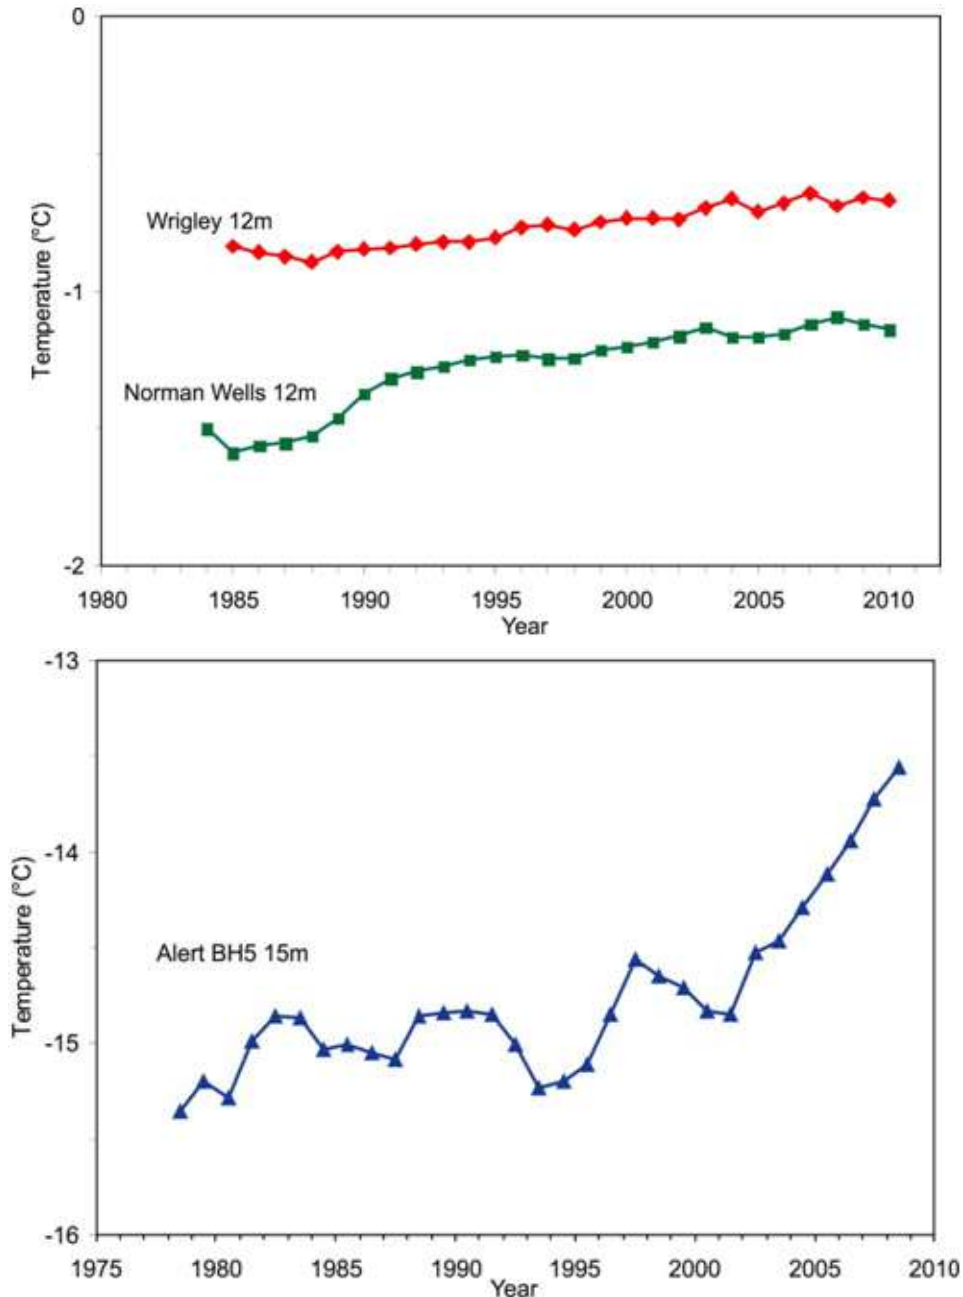 0
Wrigley 12m
-1
Temperature (°C)
Norman Wells 12m
-2
1980 1985 1990 1995 2000 2005 2010
Year
-13
-14
Temperature (°C)
Alert BH5 15m
-15
-16
1975 1980 1985 1990 1995 2000 2005 2010
Year